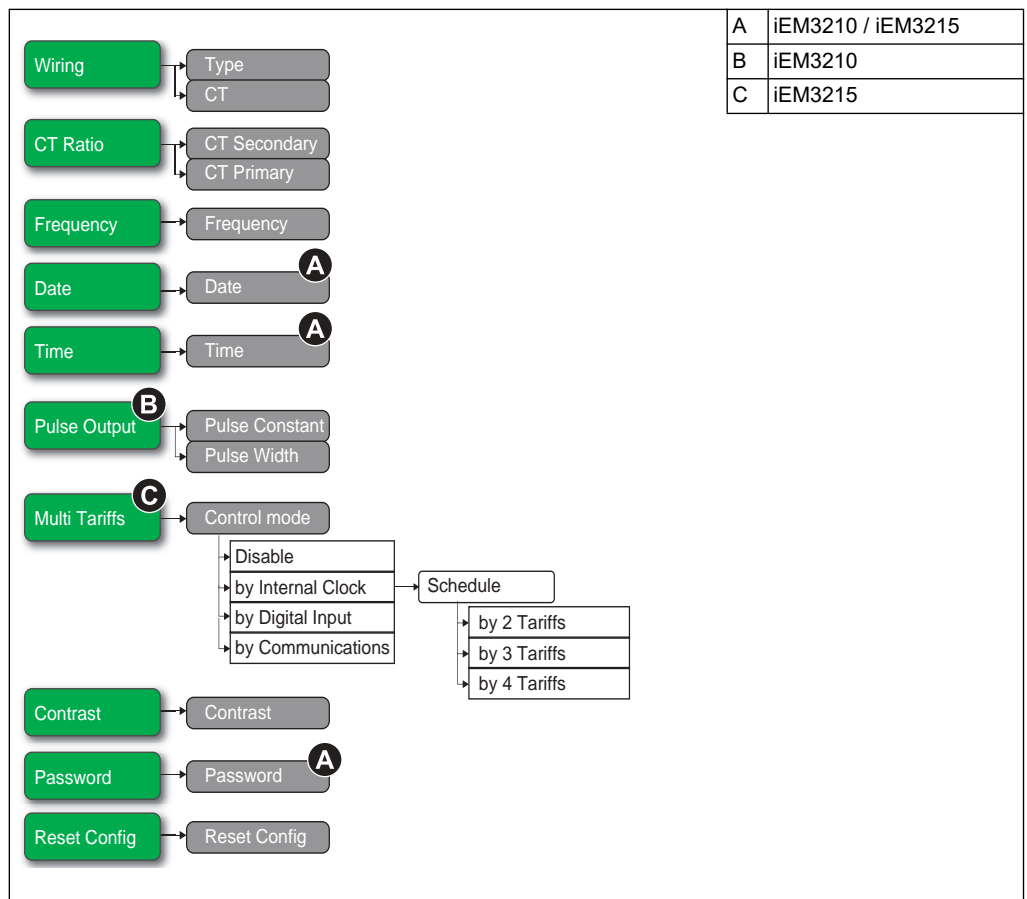 A iEM3210 / iEM3215
B iEM3210
C iEM3215
Wiring
Type
CT
CT Ratio
CT Secondary
CT Primary
Frequency
Frequency
Date
Date
A
Time
Time
A
Pulse Output
B
Pulse Constant
Pulse Width
Multi Tariffs
C
Control mode
Disable
by Internal Clock
by Digital Input
by Communications
Schedule
by 2 Tariffs
by 3 Tariffs
by 4 Tariffs
Contrast
Contrast
Password
Password
A
Reset Config
Reset Config